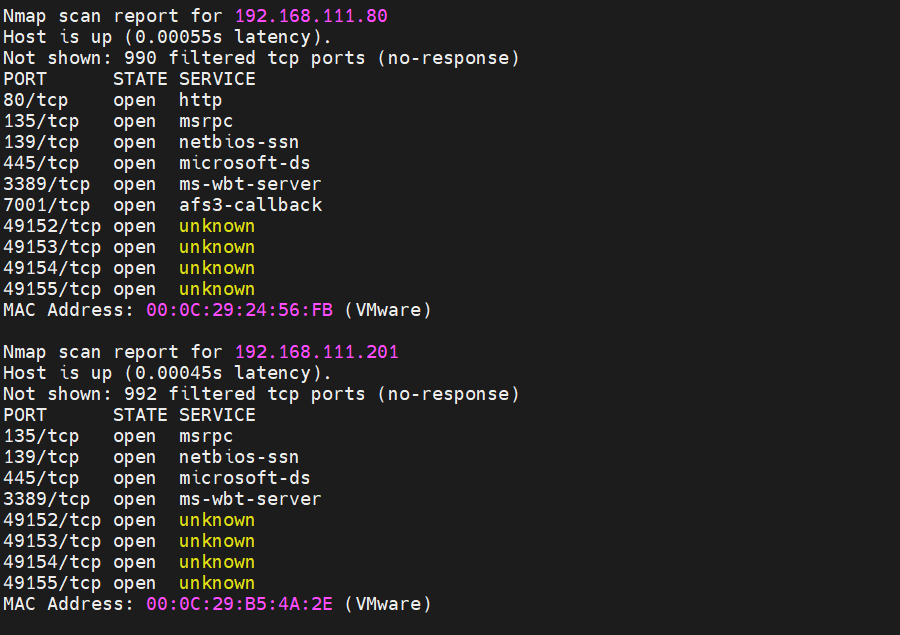 Nmap scan report for 192.168.111.80
Host is up (0.00055s latency).
Not shown: 990 filtered tcp ports (no-response)
PORT      STATE SERVICE
80/tcp    open  http
135/tcp   open  msrpc
139/tcp   open  netbios-ssn
445/tcp   open  microsoft-ds
3389/tcp  open  ms-wbt-server
7001/tcp  open  afs3-callback
49152/tcp open  unknown
49153/tcp open  unknown
49154/tcp open  unknown
49155/tcp open  unknown
MAC Address: 00:0C:29:24:56:FB (VMware)

Nmap scan report for 192.168.111.201
Host is up (0.00045s latency).
Not shown: 992 filtered tcp ports (no-response)
PORT      STATE SERVICE
135/tcp   open  msrpc
139/tcp   open  netbios-ssn
445/tcp   open  microsoft-ds
3389/tcp  open  ms-wbt-server
49152/tcp open  unknown
49153/tcp open  unknown
49154/tcp open  unknown
49155/tcp open  unknown
MAC Address: 00:0C:29:B5:4A:2E (VMware)